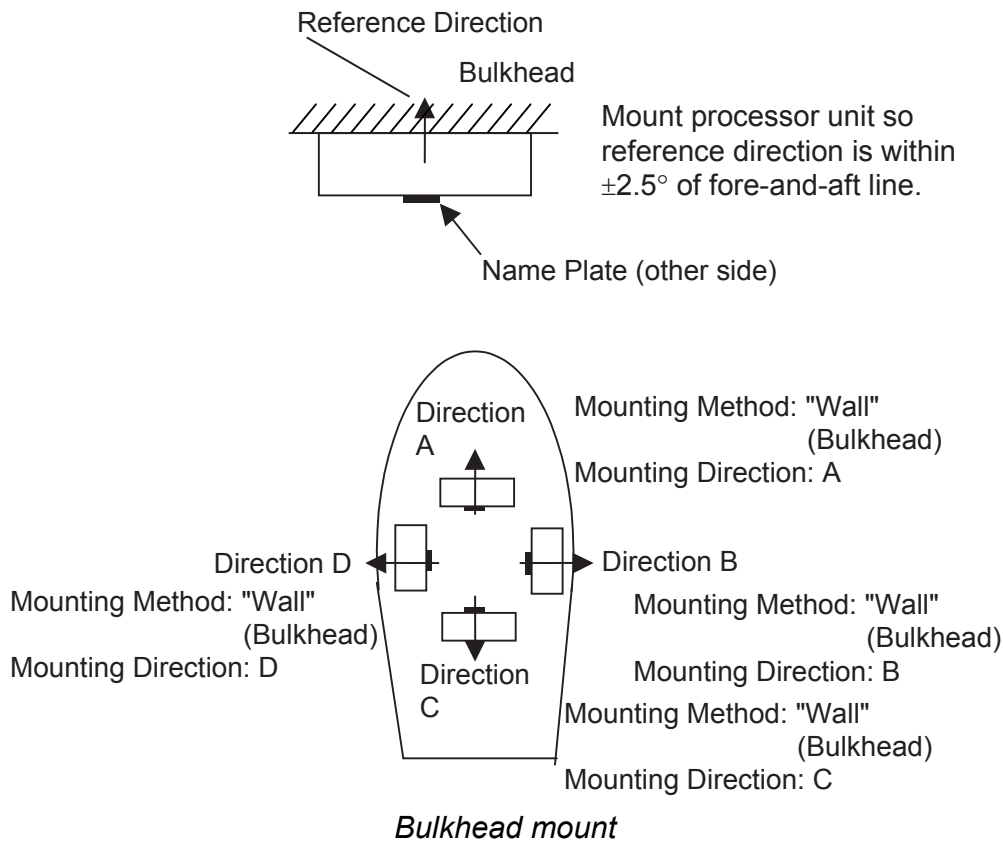 Reference Direction
Bulkhead
Mount processor unit so
reference direction is within
±2.5° of fore-and-aft line.
Name Plate (other side)
Direction
A
Mounting Method: "Wall"
(Bulkhead)
Mounting Direction: A
Direction D
Mounting Method: "Wall"
(Bulkhead)
Mounting Direction: D
Direction B
Mounting Method: "Wall"
(Bulkhead)
Mounting Direction: B
Direction
C
Mounting Method: "Wall"
(Bulkhead)
Mounting Direction: C
Bulkhead mount